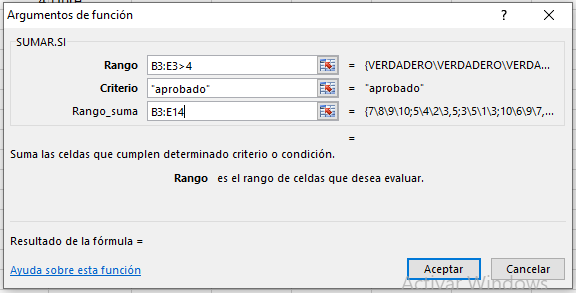 Argumentos de función
SUMAR.SI
Rango B3:E3>4 = {VERDADERO\VERDADERO\VERDA...
Criterio "aprobado" = "aprobado"
Rango_suma B3:E14 = {7\8\9\10;5\4\2\3,5;3\5\1\3;10\6\9\7,...
=
Suma las celdas que cumplen determinado criterio o condición.
Rango es el rango de celdas que desea evaluar.
Resultado de la fórmula =
Ayuda sobre esta función Aceptar Cancelar
Activar Windows